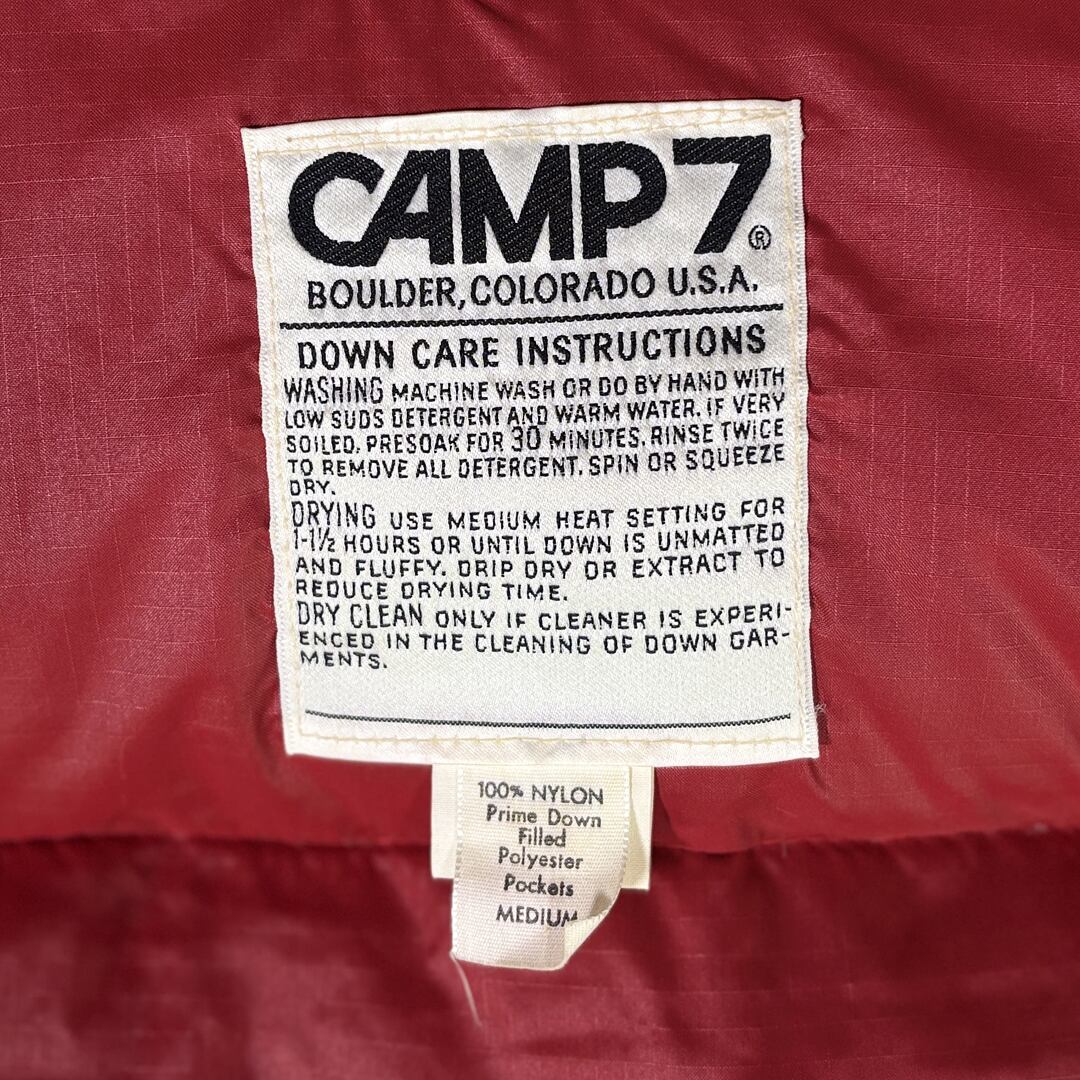 CAMP 7®
BOULDER, COLORADO U.S.A.
DOWN CARE INSTRUCTIONS
WASHING MACHINE WASH OR DO BY HAND WITH
LOW SUDS DETERGENT AND WARM WATER. IF VERY
SOILED, PRESOAK FOR 30 MINUTES. RINSE TWICE
TO REMOVE ALL DETERGENT. SPIN OR SQUEEZE
DRY.
DRYING USE MEDIUM HEAT SETTING FOR
1-1½ HOURS OR UNTIL DOWN IS UNMATTED
AND FLUFFY. DRIP DRY OR EXTRACT TO
REDUCE DRYING TIME.
DRY CLEAN ONLY IF CLEANER IS EXPERI-
ENCED IN THE CLEANING OF DOWN GAR-
MENTS.
100% NYLON
Prime Down
Filled
Polyester
Pockets
MEDIUM